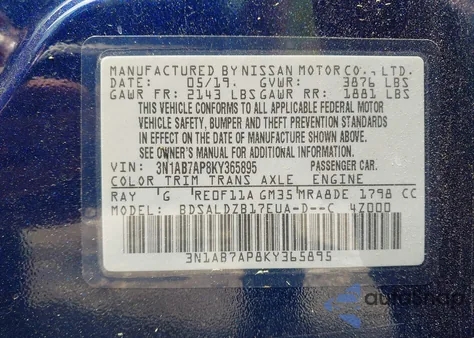 MANUFACTURED BY NISSAN MOTOR CO., LTD.
DATE: 05/19. GVWR: 3876 LBS
GAWR FR: 2143 LBS GAWR RR: 1881 LBS
THIS VEHICLE CONFORMS TO ALL APPLICABLE FEDERAL MOTOR
VEHICLE SAFETY, BUMPER AND THEFT PREVENTION STANDARDS
IN EFFECT ON THE DATE OF MANUFACTURE SHOWN ABOVE.
SEE OWNER'S MANUAL FOR ADDITIONAL INFORMATION.
VIN: 3N1AB7AP8KY365895 PASSENGER CAR.
COLOR TRIM TRANS AXLE ENGINE
RAY G RE0F11A GM35 MRA8DE 1798 CC
MODEL: BDSALDZB17EUA-D--C 4Z000
3N1AB7AP8KY365895
autoSnap